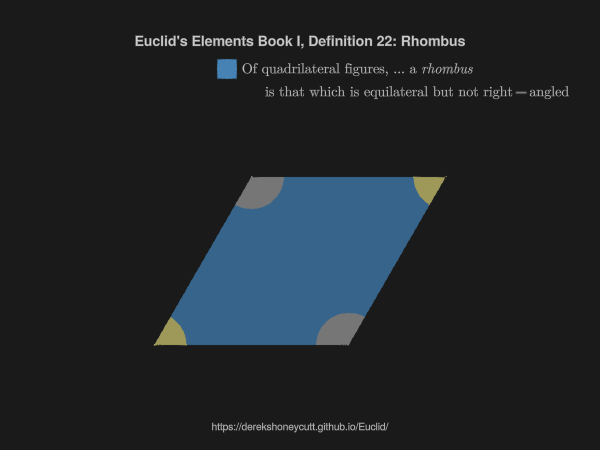 Euclid's Elements Book I, Definition 22: Rhombus
Of quadrilateral figures, ... a rhombus
is that which is equilateral but not right—angled
https://derekshoneycutt.github.io/Euclid/